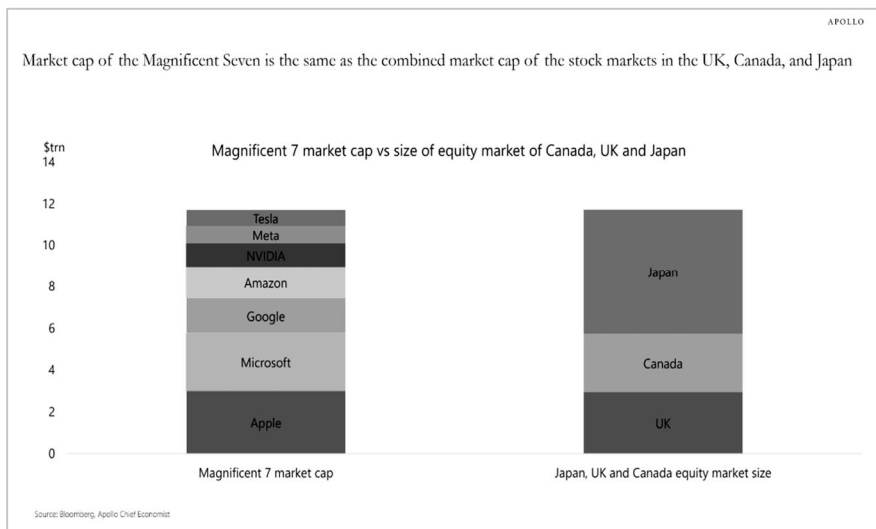 APOLLO
Market cap of the Magnificent Seven is the same as the combined market cap of the stock markets in the UK, Canada, and Japan
$trn
Magnificent 7 market cap vs size of equity market of Canada, UK and Japan
14
12
10
8
6
4
2
0
Tesla
Meta
NVIDIA
Amazon
Google
Microsoft
Apple
Japan
Canada
UK
Magnificent 7 market cap
Japan, UK and Canada equity market size
Source: Bloomberg, Apollo Chief Economist